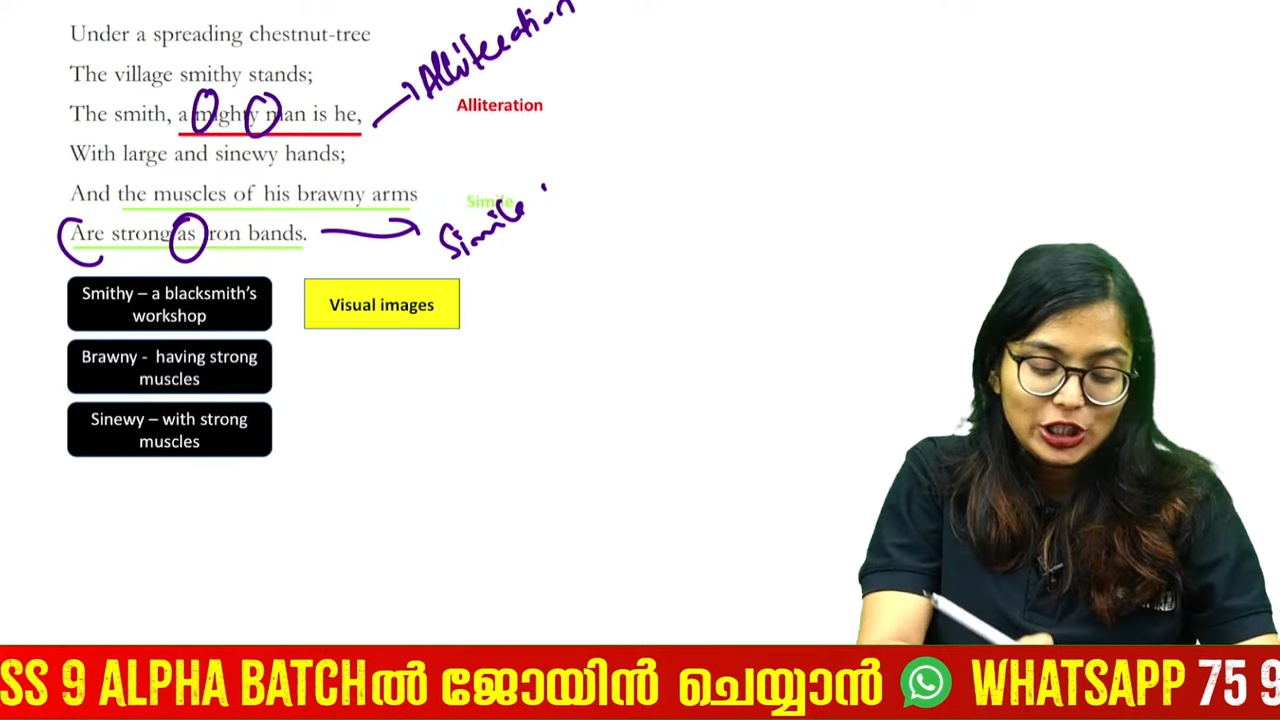 Under a spreading chestnut-tree
The village smithy stands;
The smith, a mighty man is he,
Alliteration
Alliteration
With large and sinewy hands;
And the muscles of his brawny arms
Simile
Are strong as iron bands.
Simile
Smithy – a blacksmith's
workshop
Visual images
Brawny - having strong
muscles
Sinewy – with strong
muscles
SS 9 ALPHA BATCHൽ ജോയിൻ ചെയ്യാൻ WHATSAPP 75 9